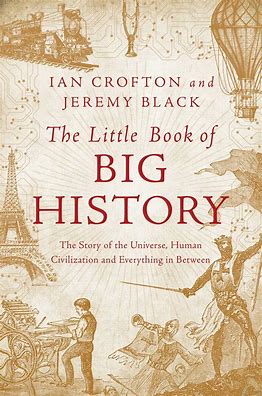 IAN CROFTON and
JEREMY BLACK
The Little Book of
BIG
HISTORY
The Story of the Universe, Human
Civilization and Everything in Between